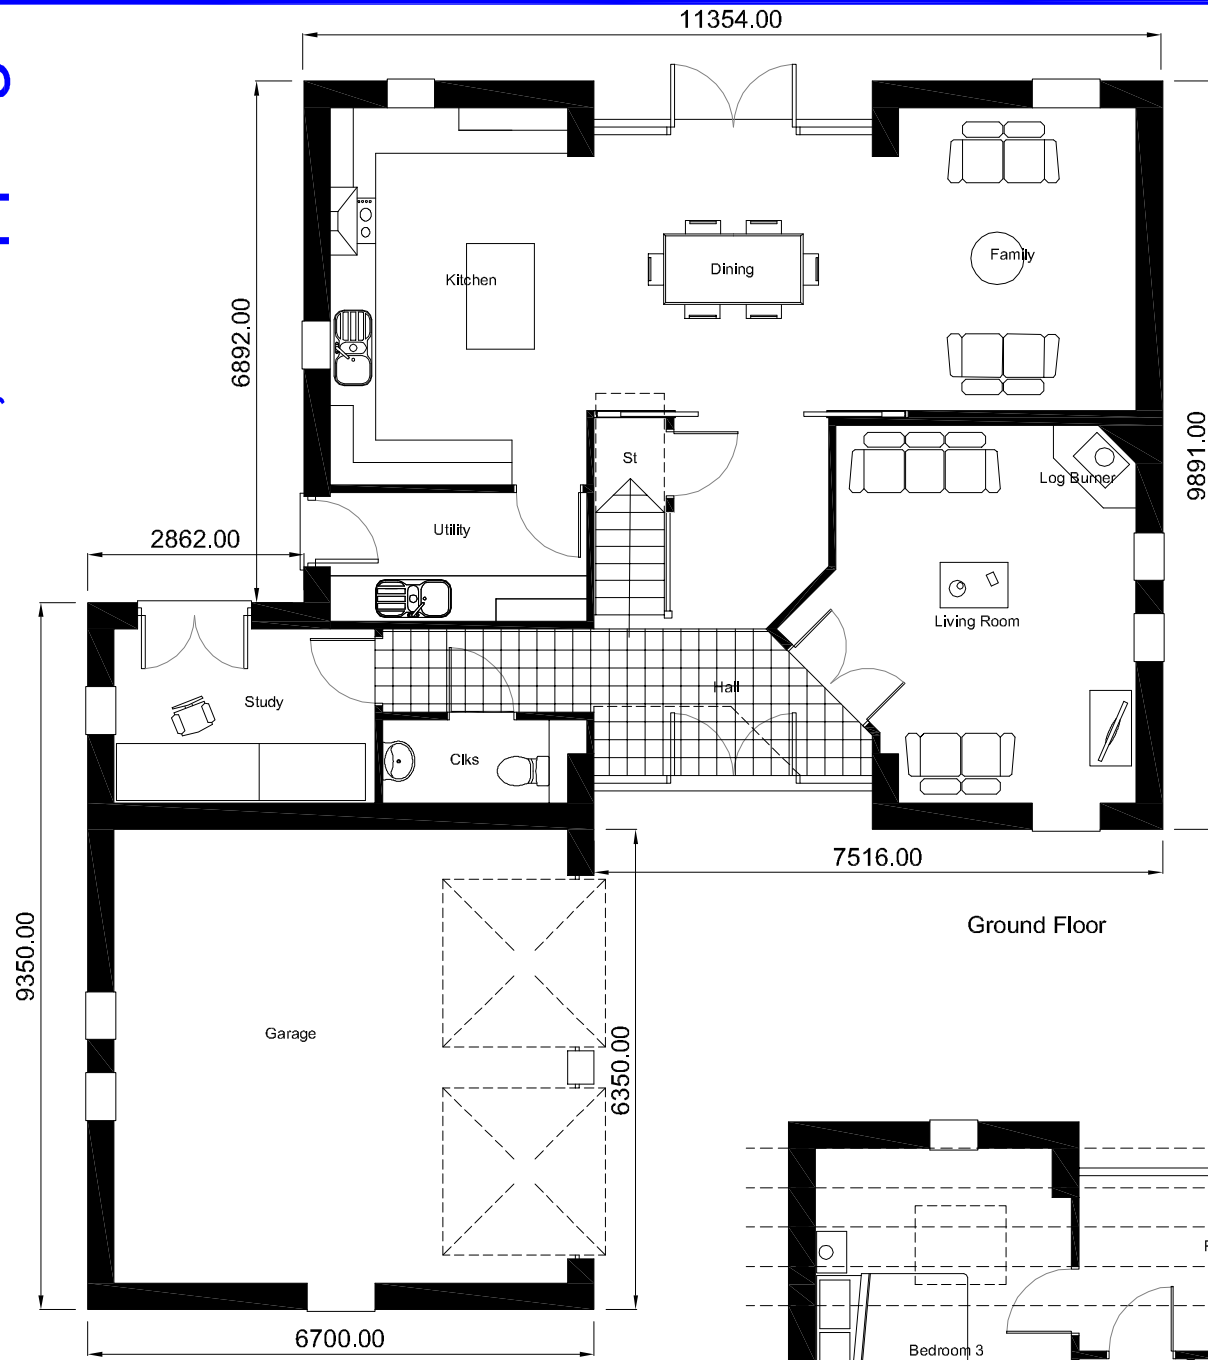 11354.00
Kitchen
Dining
Family
6892.00
St
Log Burner
9891.00
Utility
2862.00
Living Room
Study
Hall
Clks
7516.00
Ground Floor
9350.00
Garage
6350.00
6700.00
Bedroom 3